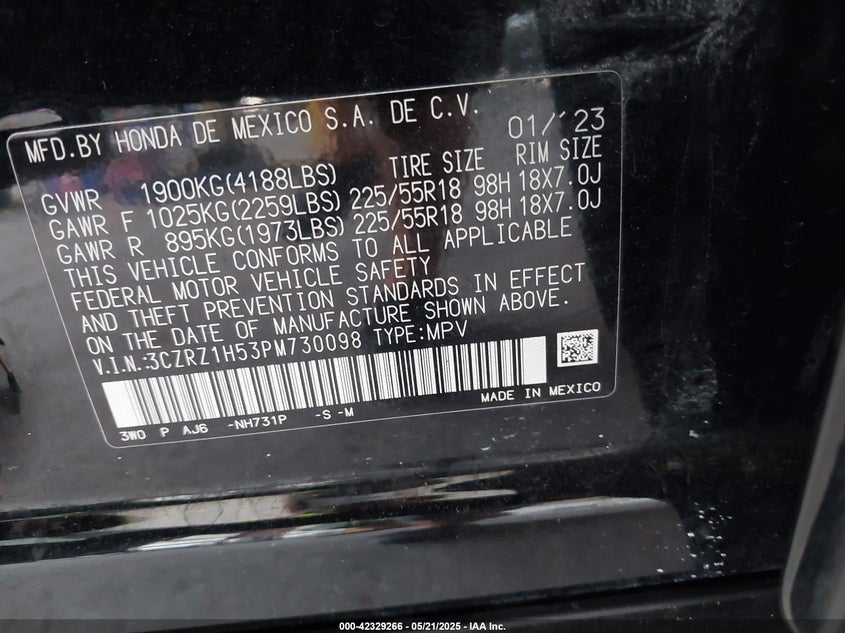 MFD.BY HONDA DE MEXICO S.A. DE C.V. 01/'23
TIRE SIZE RIM SIZE
GVWR 1900KG(4188LBS)
GAWR F 1025KG(2259LBS) 225/55R18 98H 18X7.0J
GAWR R 895KG(1973LBS) 225/55R18 98H 18X7.0J
THIS VEHICLE CONFORMS TO ALL APPLICABLE
FEDERAL MOTOR VEHICLE SAFETY
AND THEFT PREVENTION STANDARDS IN EFFECT
ON THE DATE OF MANUFACTURE SHOWN ABOVE.
V.I.N.:3CZRZ1H53PM730098 TYPE:MPV
MADE IN MEXICO
3W0 P AJ6 -NH731P -S -M
000-42329266 - 05/21/2025 - IAA Inc.